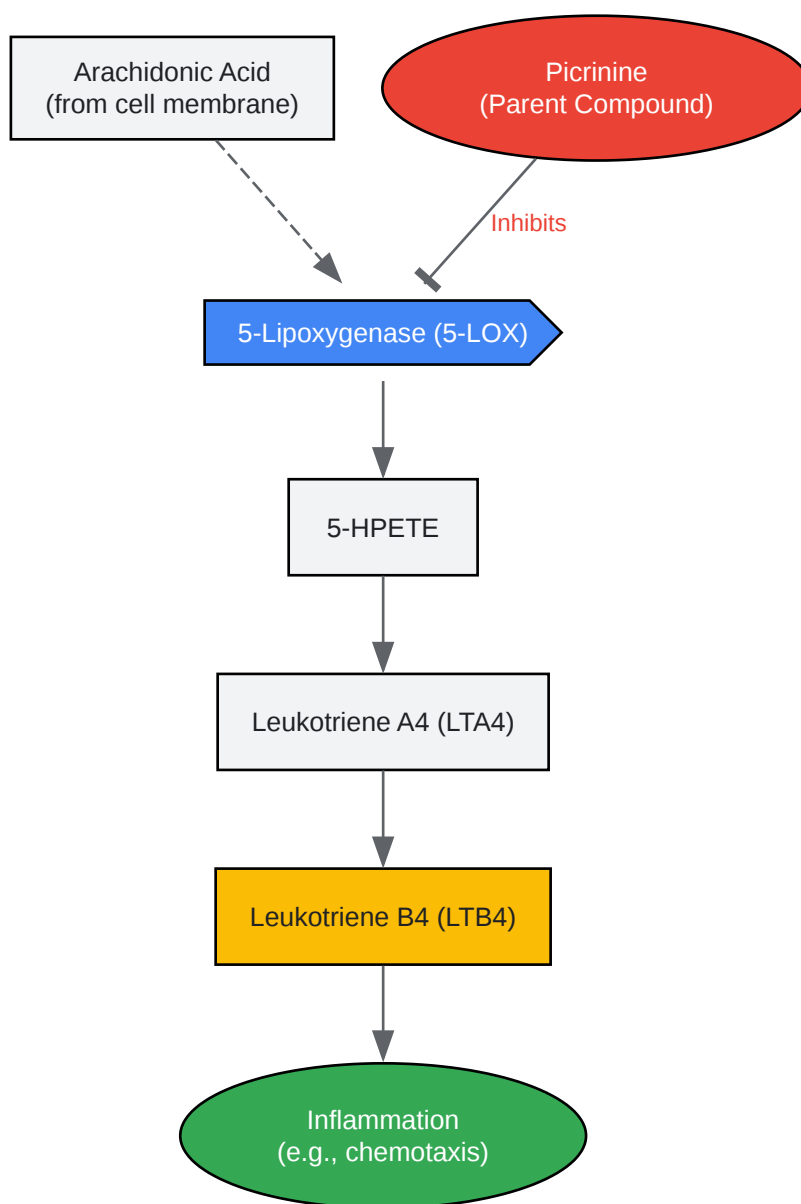 Arachidonic Acid
(from cell membrane)
Picrinine
(Parent Compound)
Inhibits
5-Lipoxygenase (5-LOX)
5-HPETE
Leukotriene A4 (LTA4)
Leukotriene B4 (LTB4)
Inflammation
(e.g., chemotaxis)